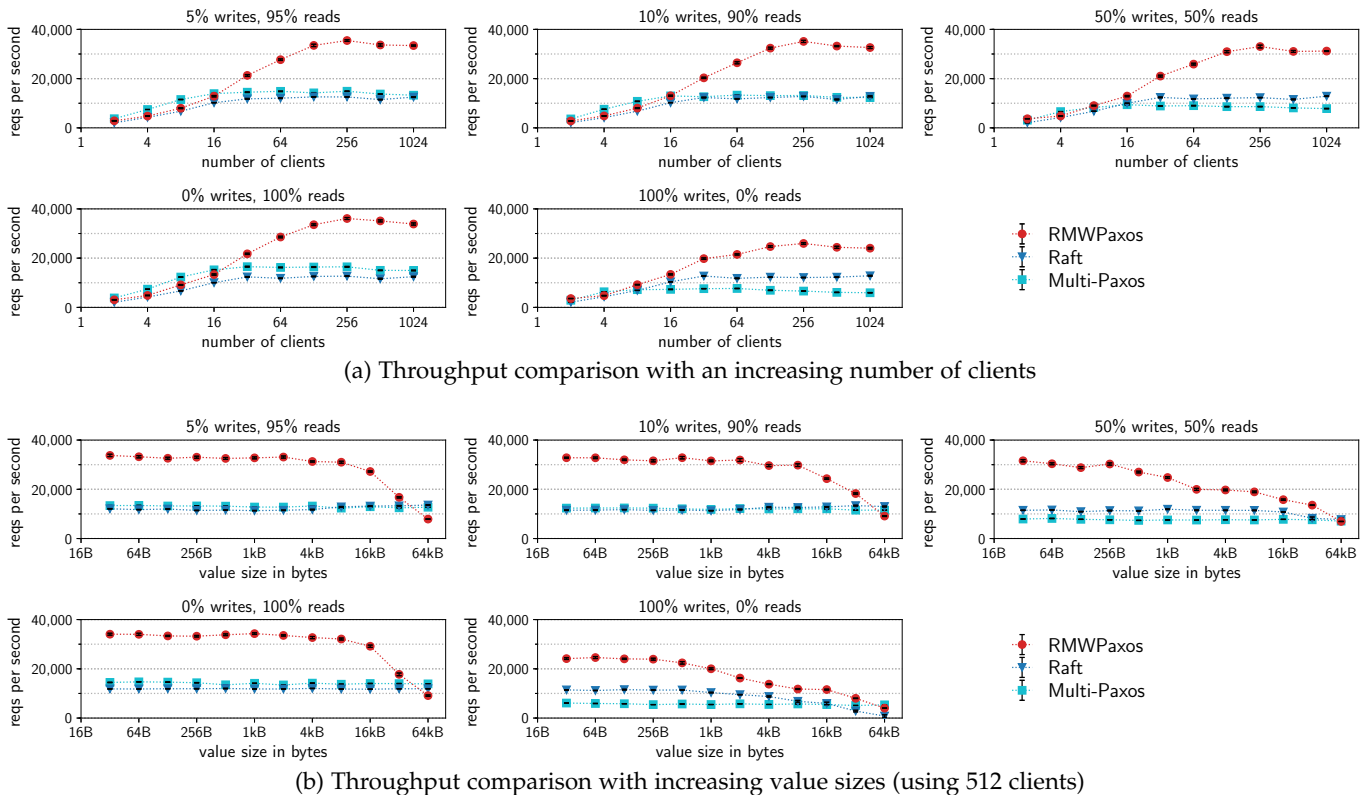 5% writes, 95% reads
10% writes, 90% reads
50% writes, 50% reads
reqs per second
40,000
20,000
0
1
4
16
64
256
1024
number of clients
reqs per second
40,000
20,000
0
1
4
16
64
256
1024
number of clients
reqs per second
40,000
20,000
0
1
4
16
64
256
1024
number of clients
0% writes, 100% reads
100% writes, 0% reads
reqs per second
40,000
20,000
0
1
4
16
64
256
1024
number of clients
reqs per second
40,000
20,000
0
1
4
16
64
256
1024
number of clients
RMWPaxos
Raft
Multi-Paxos
(a) Throughput comparison with an increasing number of clients
5% writes, 95% reads
10% writes, 90% reads
50% writes, 50% reads
reqs per second
40,000
20,000
0
16B
64B
256B
1kB
4kB
16kB
64kB
value size in bytes
reqs per second
40,000
20,000
0
16B
64B
256B
1kB
4kB
16kB
64kB
value size in bytes
reqs per second
40,000
20,000
0
16B
64B
256B
1kB
4kB
16kB
64kB
value size in bytes
0% writes, 100% reads
100% writes, 0% reads
reqs per second
40,000
20,000
0
16B
64B
256B
1kB
4kB
16kB
64kB
value size in bytes
reqs per second
40,000
20,000
0
16B
64B
256B
1kB
4kB
16kB
64kB
value size in bytes
RMWPaxos
Raft
Multi-Paxos
(b) Throughput comparison with increasing value sizes (using 512 clients)